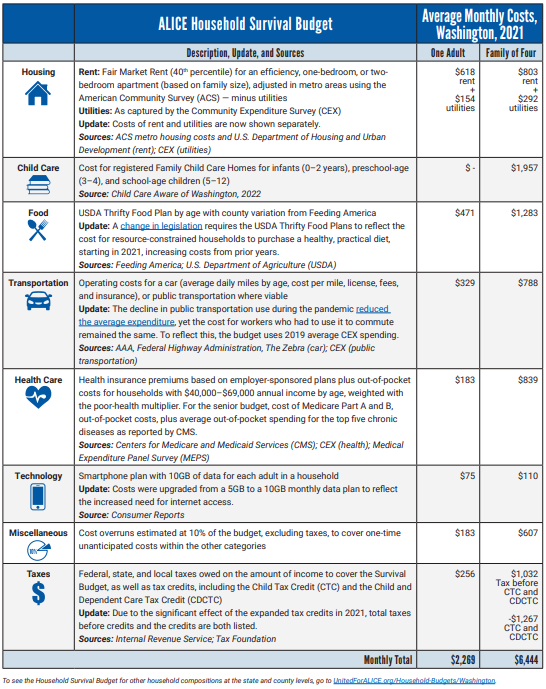 ALICE Household Survival Budget
Average Monthly Costs,
Washington, 2021
Description, Update, and Sources
One Adult
Family of Four
Housing
Rent: Fair Market Rent (40th percentile) for an efficiency, one-bedroom, or two-
bedroom apartment (based on family size), adjusted in metro areas using the
American Community Survey (ACS) — minus utilities
Utilities: As captured by the Community Expenditure Survey (CEX)
Update: Costs of rent and utilities are now shown separately.
Sources: ACS metro housing costs and U.S. Department of Housing and Urban
Development (rent); CEX (utilities)
$618
rent
+
$154
utilities
$803
rent
+
$292
utilities
Child Care
Cost for registered Family Child Care Homes for infants (0–2 years), preschool-age
(3–4), and school-age children (5–12)
Source: Child Care Aware of Washington, 2022
$ -
$1,957
Food
USDA Thrifty Food Plan by age with county variation from Feeding America
Update: A change in legislation requires the USDA Thrifty Food Plans to reflect the
cost for resource-constrained households to purchase a healthy, practical diet,
starting in 2021, increasing costs from prior years.
Sources: Feeding America; U.S. Department of Agriculture (USDA)
$471
$1,283
Transportation
Operating costs for a car (average daily miles by age, cost per mile, license, fees,
and insurance), or public transportation where viable
Update: The decline in public transportation use during the pandemic reduced
the average expenditure, yet the cost for workers who had to use it to commute
remained the same. To reflect this, the budget uses 2019 average CEX spending.
Sources: AAA, Federal Highway Administration, The Zebra (car); CEX (public
transportation)
$329
$788
Health Care
Health insurance premiums based on employer-sponsored plans plus out-of-pocket
costs for households with $40,000–$69,000 annual income by age, weighted with
the poor-health multiplier. For the senior budget, cost of Medicare Part A and B,
out-of-pocket costs, plus average out-of-pocket spending for the top five chronic
diseases as reported by CMS.
Sources: Centers for Medicare and Medicaid Services (CMS); CEX (health); Medical
Expenditure Panel Survey (MEPS)
$183
$839
Technology
Smartphone plan with 10GB of data for each adult in a household
Update: Costs were upgraded from a 5GB to a 10GB monthly data plan to reflect
the increased need for internet access.
Source: Consumer Reports
$75
$110
Miscellaneous
10%
Cost overruns estimated at 10% of the budget, excluding taxes, to cover one-time
unanticipated costs within the other categories
$183
$607
Taxes
$
Federal, state, and local taxes owed on the amount of income to cover the Survival
Budget, as well as tax credits, including the Child Tax Credit (CTC) and the Child and
Dependent Care Tax Credit (CDCTC)
Update: Due to the significant effect of the expanded tax credits in 2021, total taxes
before credits and the credits are both listed.
Sources: Internal Revenue Service; Tax Foundation
$256
$1,032
Tax before
CTC and
CDCTC
-$1,267
CTC and
CDCTC
Monthly Total
$2,269
$6,444
To see the Household Survival Budget for other household compositions at the state and county levels, go to UnitedForALICE.org/Household-Budgets/Washington.